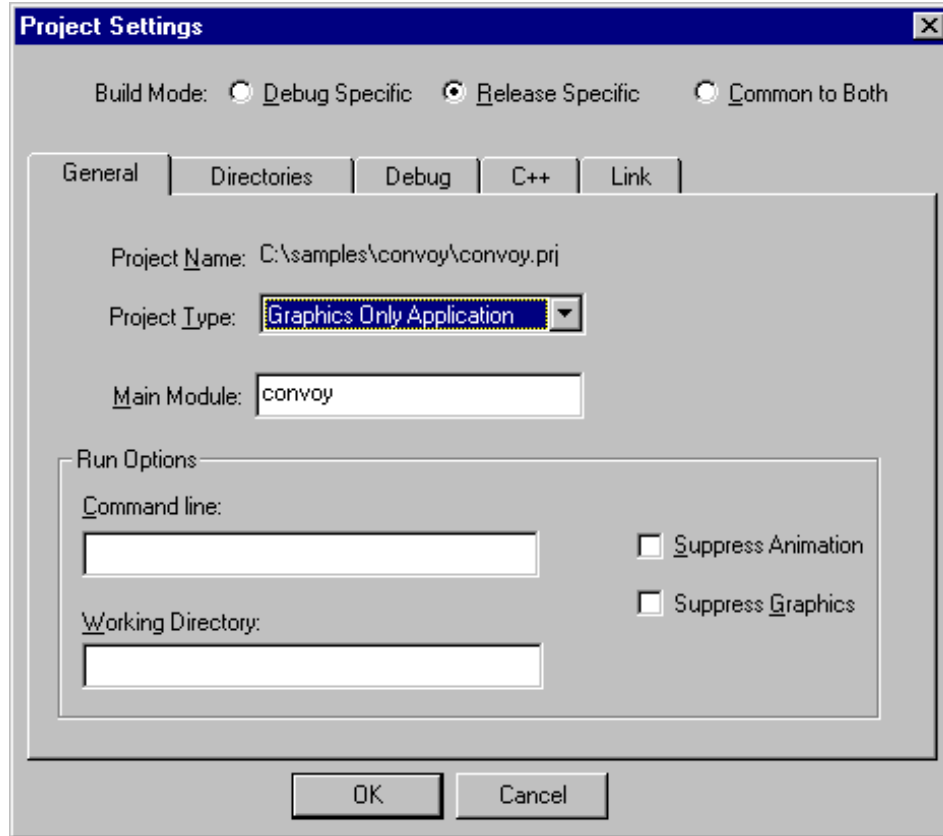 Project Settings
Build Mode: Debug Specific Release Specific Common to Both
General Directories Debug C++ Link
Project Name: C:\samples\convoy\convoy.prj
Project Type: Graphics Only Application
Main Module: convoy
Run Options
Command line:
Suppress Animation
Suppress Graphics
Working Directory:
OK Cancel